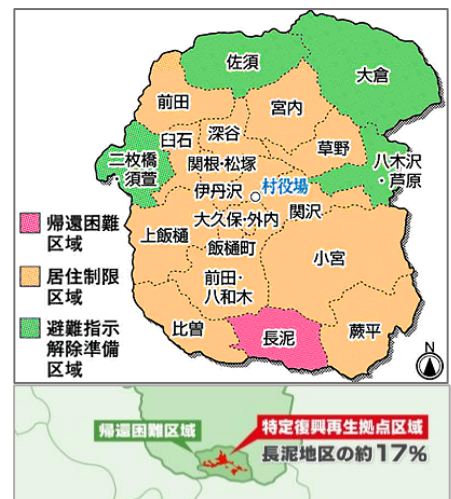 佐須
大倉
前田
宮内
臼石
深谷
草野
二枚橋
・須萱
関根・松塚
八木沢
・芦原
伊丹沢
村役場
大久保・外内
関沢
上飯樋
飯樋町
小宮
前田・
八和木
比曽
長泥
蕨平
帰還困難
区域
居住制限
区域
避難指示
解除準備
区域
N
帰還困難区域
特定復興再生拠点区域
長泥地区の約17%